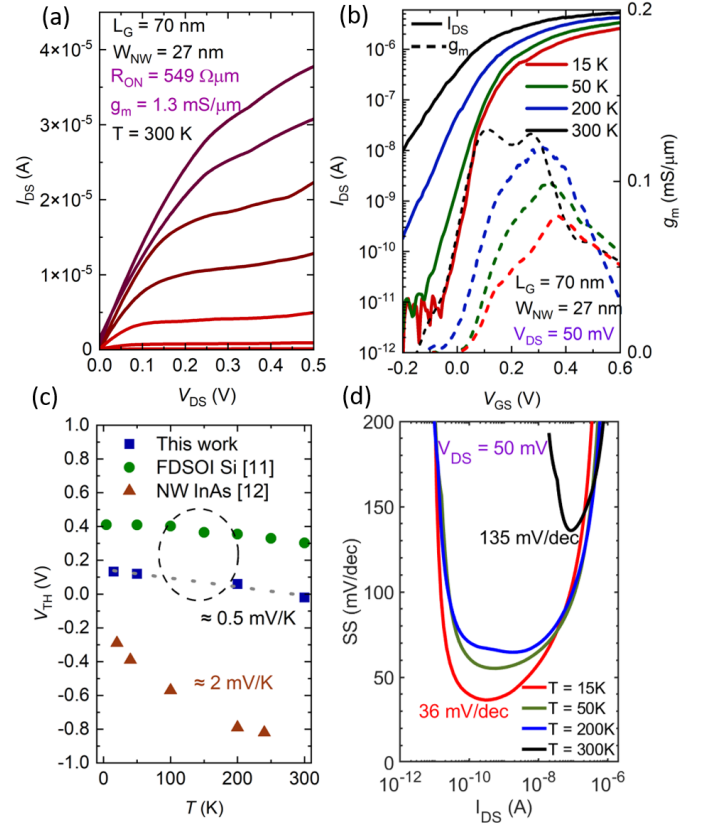 (a)
L_G = 70 nm
W_NW = 27 nm
R_ON = 549 Ωμm
g_m = 1.3 mS/μm
T = 300 K
4×10⁻⁵
3×10⁻⁵
2×10⁻⁵
1×10⁻⁵
0
I_DS (A)
0.0 0.1 0.2 0.3 0.4 0.5
V_DS (V)
(b)
I_DS
g_m
15 K
50 K
200 K
300 K
10⁻⁶
10⁻⁷
10⁻⁸
10⁻⁹
10⁻¹⁰
10⁻¹¹
10⁻¹²
I_DS (A)
0.2
0.1
0.0
g_m (mS/μm)
L_G = 70 nm
W_NW = 27 nm
V_DS = 50 mV
-0.2 0.0 0.2 0.4 0.6
V_GS (V)
(c)
This work
FDSOI Si [11]
NW InAs [12]
1.0
0.8
0.6
0.4
0.2
0.0
-0.2
-0.4
-0.6
-0.8
-1.0
V_TH (V)
≈ 0.5 mV/K
≈ 2 mV/K
0 100 200 300
T (K)
(d)
V_DS = 50 mV
135 mV/dec
36 mV/dec
T = 15K
T = 50K
T = 200K
T = 300K
200
150
100
50
0
SS (mV/dec)
10⁻¹² 10⁻¹⁰ 10⁻⁸ 10⁻⁶
I_DS (A)